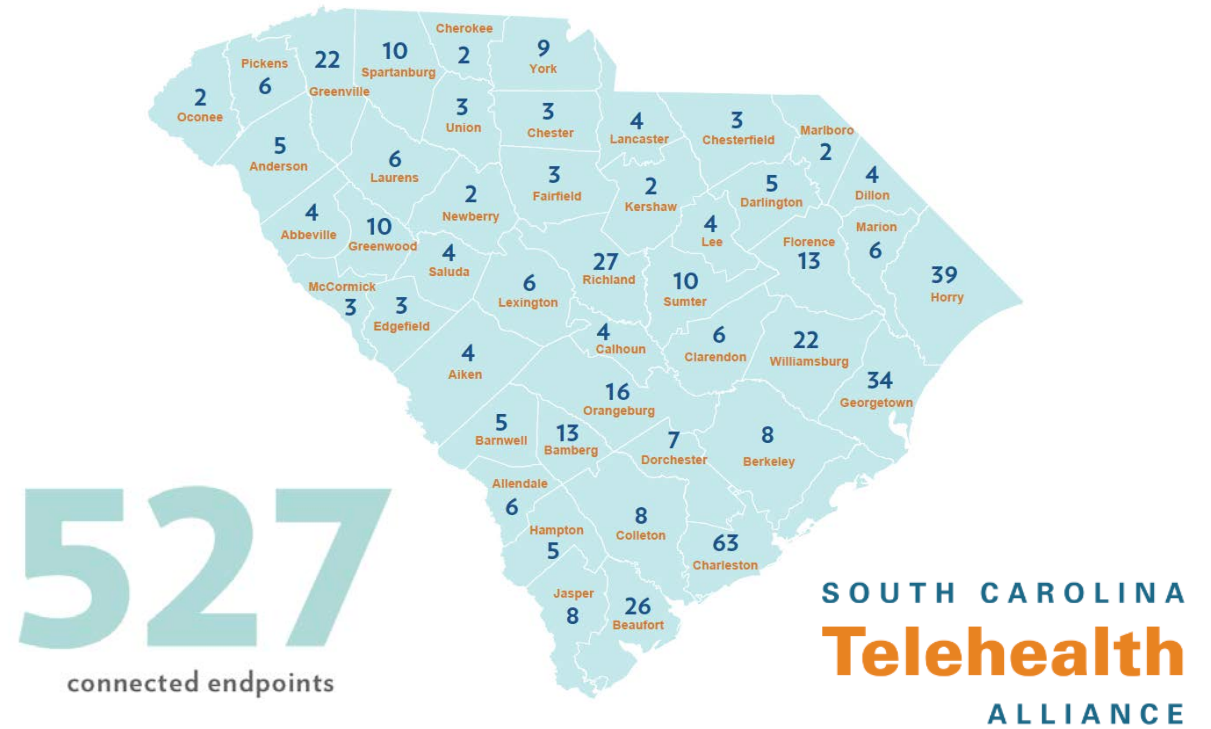 Cherokee
2
9
York
10
Spartanburg
22
Greenville
Pickens
6
2
Oconee
3
Union
3
Chester
4
Lancaster
3
Chesterfield
Marlboro
2
5
Anderson
6
Laurens
3
Fairfield
2
Kershaw
5
Darlington
4
Dillon
2
Newberry
4
Abbeville
10
Greenwood
4
Lee
Florence
13
Marion
6
4
Saluda
27
Richland
39
Horry
McCormick
3
3
Edgefield
6
Lexington
10
Sumter
4
Calhoun
6
Clarendon
22
Williamsburg
4
Aiken
34
Georgetown
16
Orangeburg
5
Barnwell
13
Bamberg
7
Dorchester
8
Berkeley
Allendale
6
Hampton
5
8
Colleton
63
Charleston
Jasper
8
26
Beaufort
527
connected endpoints
SOUTH CAROLINA
Telehealth
ALLIANCE